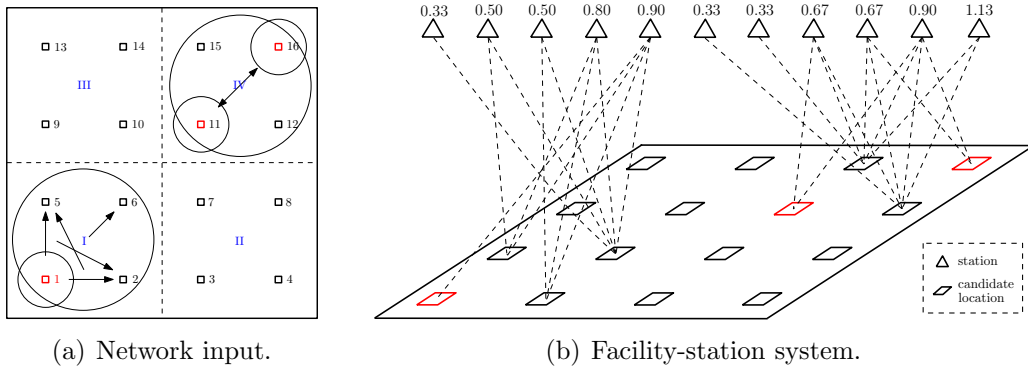 0.33 0.50 0.50 0.80 0.90 0.33 0.33 0.67 0.67 0.90 1.13
13 14 15 16
III IV
9 10 11 12
5 6 7 8
I II
1 2 3 4
station
candidate
location
(a) Network input.
(b) Facility-station system.